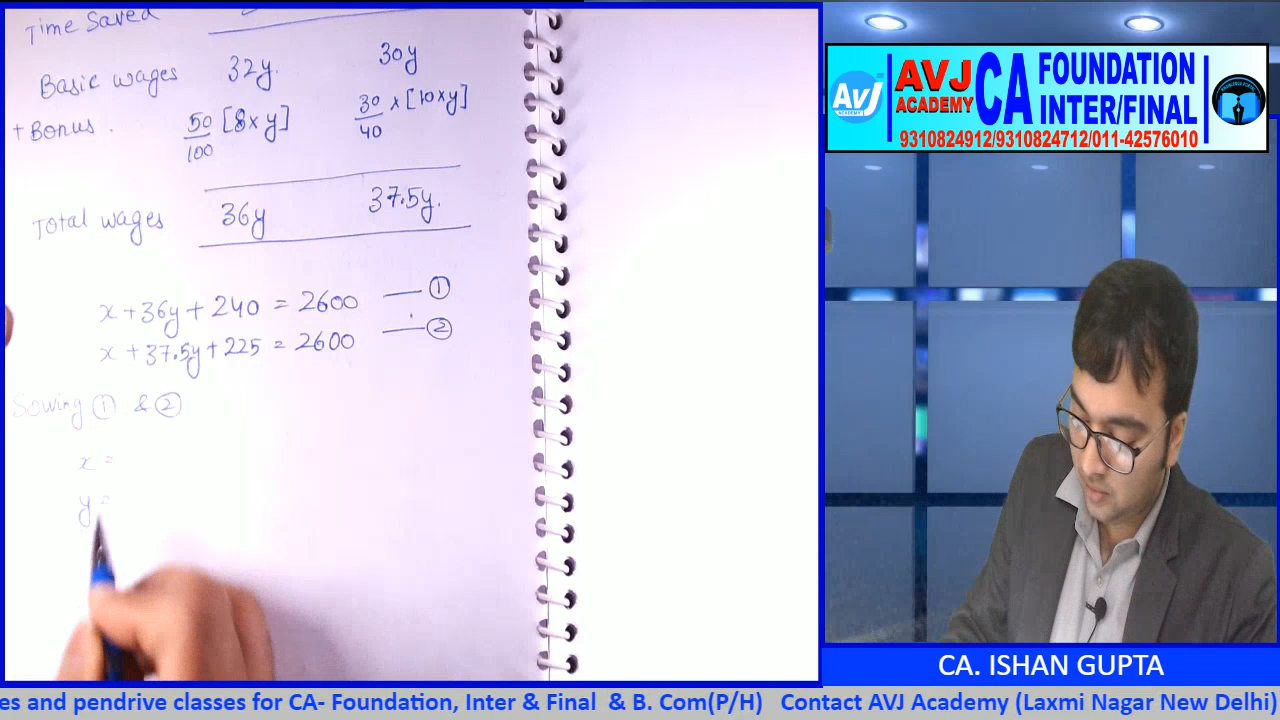 Time Saved
Basic wages 32y. 30y
+ Bonus. 50/100 [8 x y] 30/40 x [10 x y]
Total wages 36y 37.5y.
x + 36y + 240 = 2600 — ①
x + 37.5y + 225 = 2600 — ②
Solving ① & ②
x =
y =
AVJ
ACADEMY
AVJ
ACADEMY
CA
FOUNDATION
INTER/FINAL
9310824912/9310824712/011-42576010
CA. ISHAN GUPTA
es and pendrive classes for CA- Foundation, Inter & Final & B. Com(P/H) Contact AVJ Academy (Laxmi Nagar New Delhi)